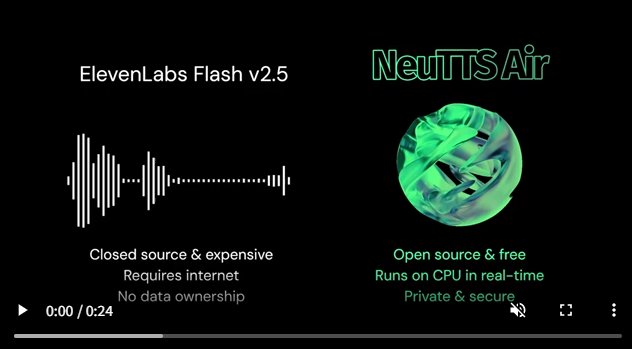 ElevenLabs Flash v2.5
NeuTTS Air
Closed source & expensive
Requires internet
No data ownership
Open source & free
Runs on CPU in real-time
Private & secure
0:00 / 0:24